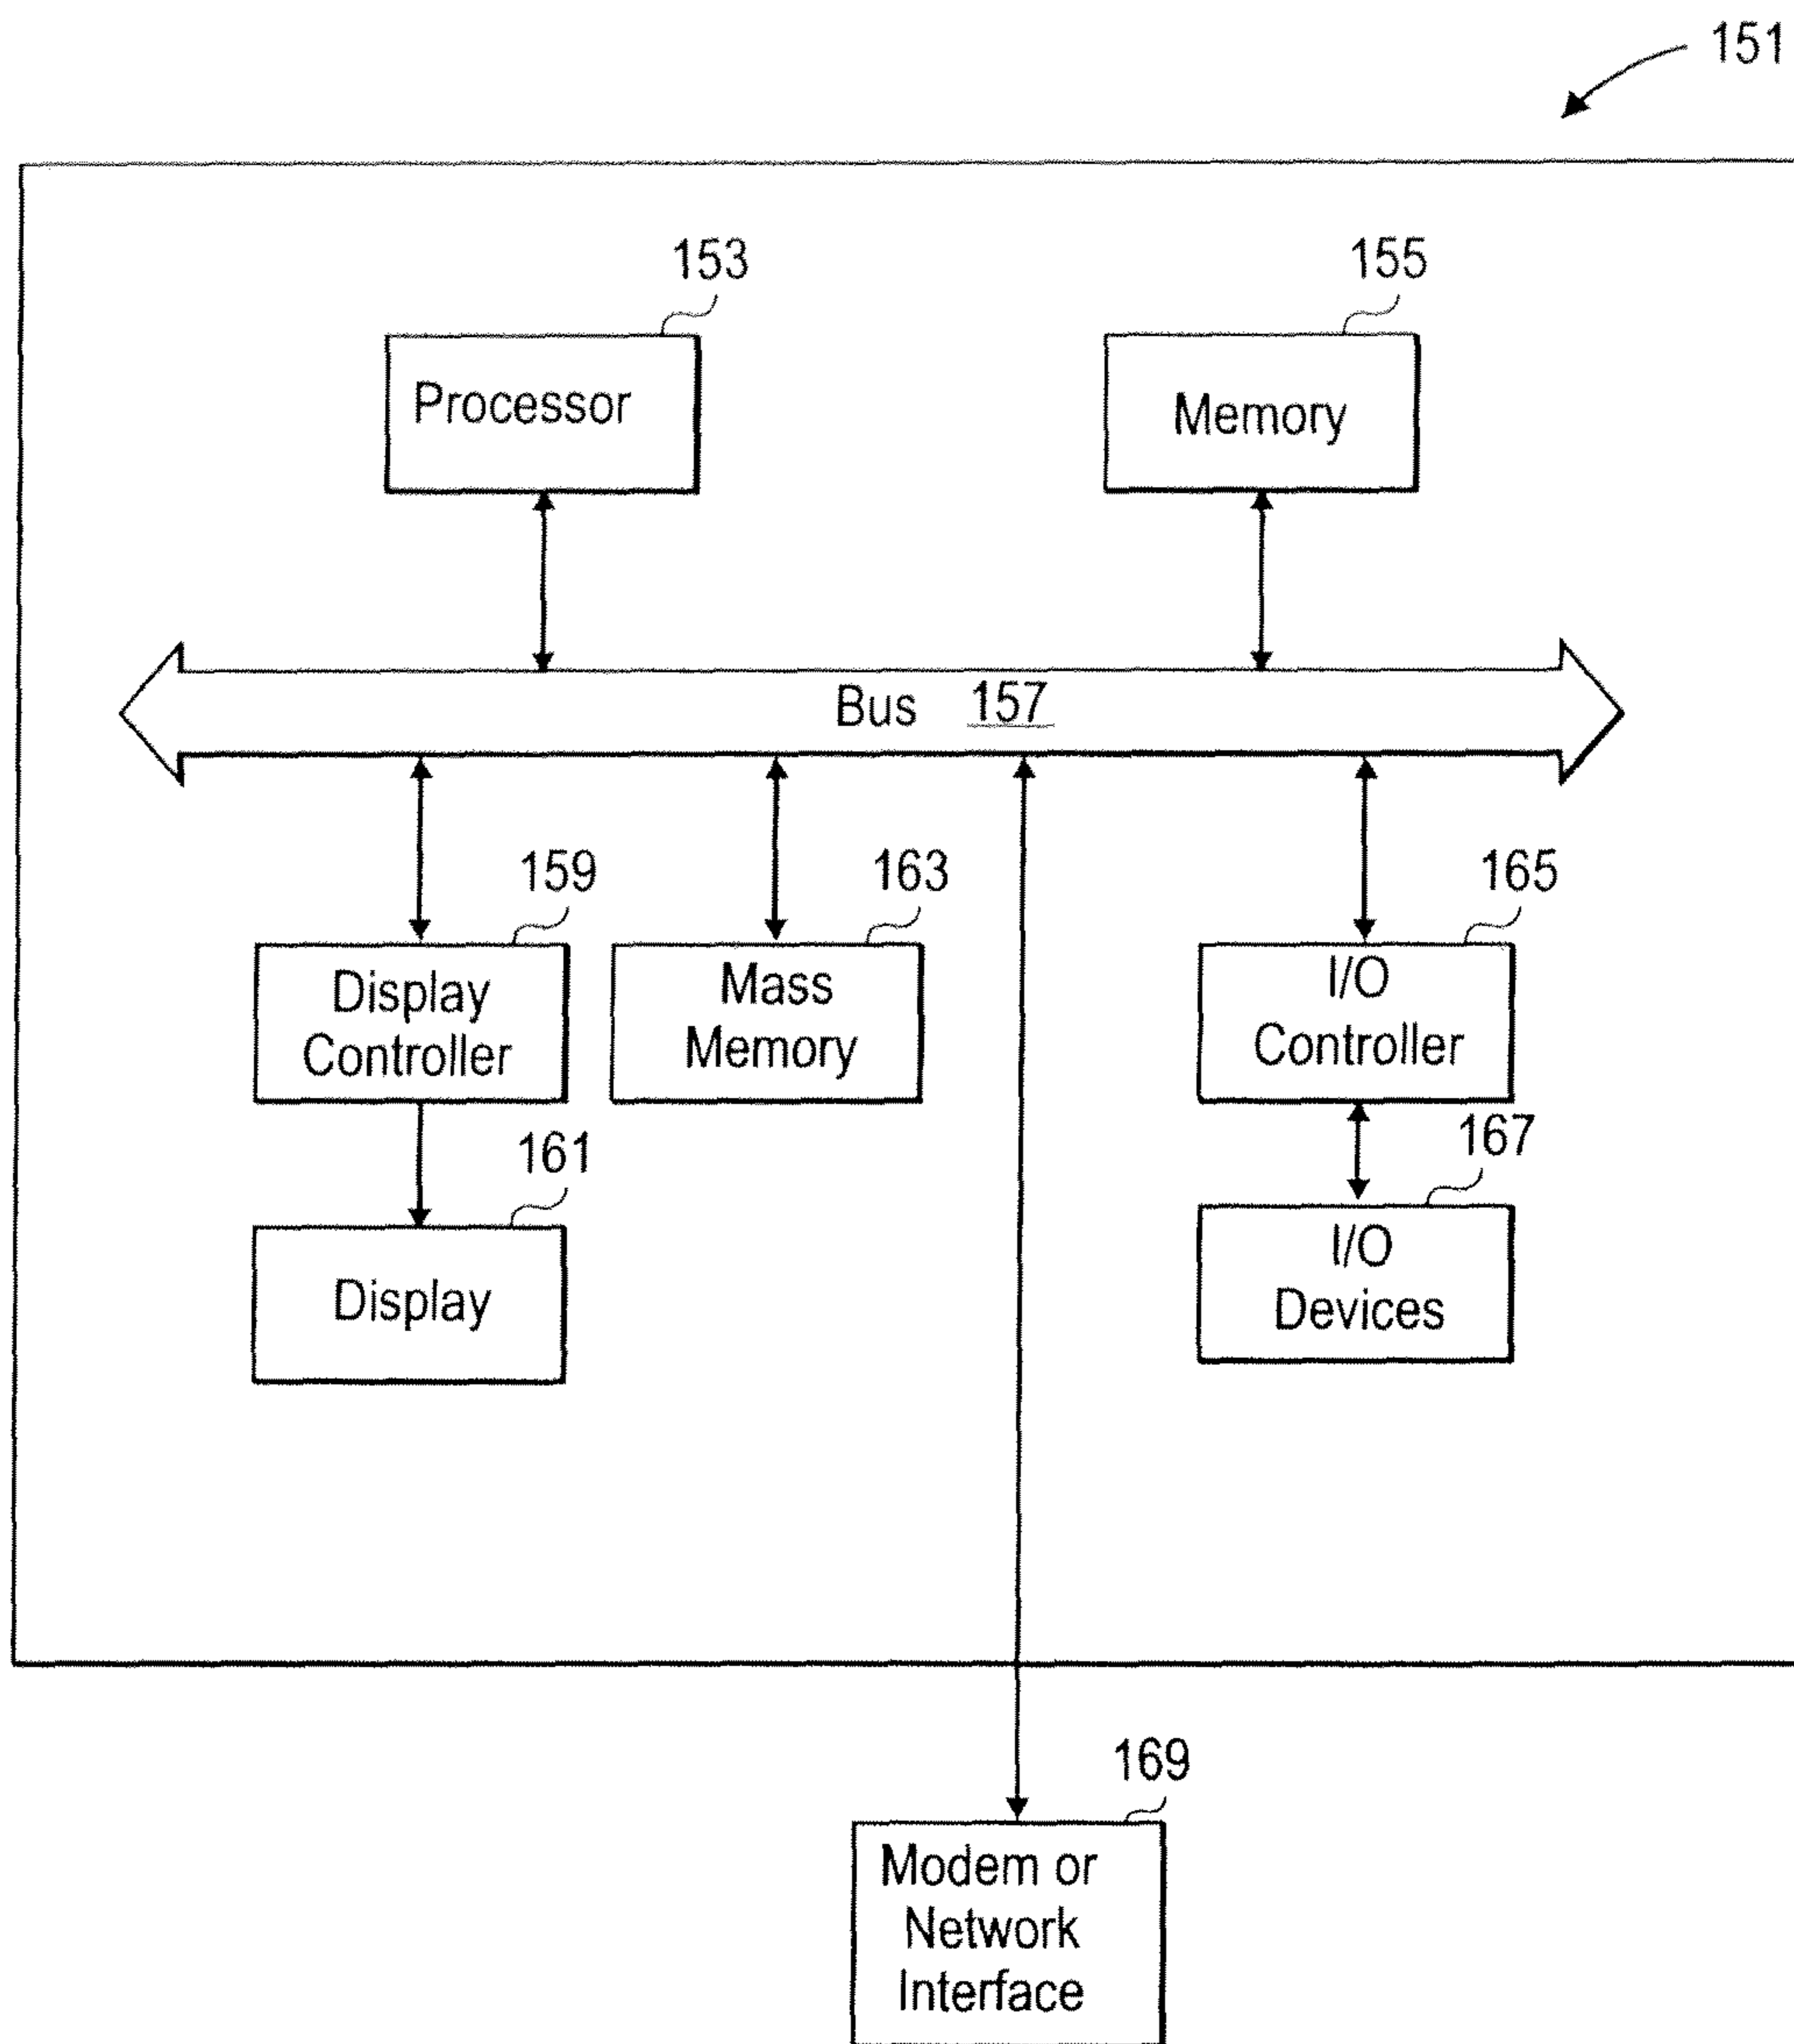 151
153
155
Processor
Memory
Bus 157
159
163
165
Display
Controller
Mass
Memory
I/O
Controller
161
167
Display
I/O
Devices
169
Modem or
Network
Interface